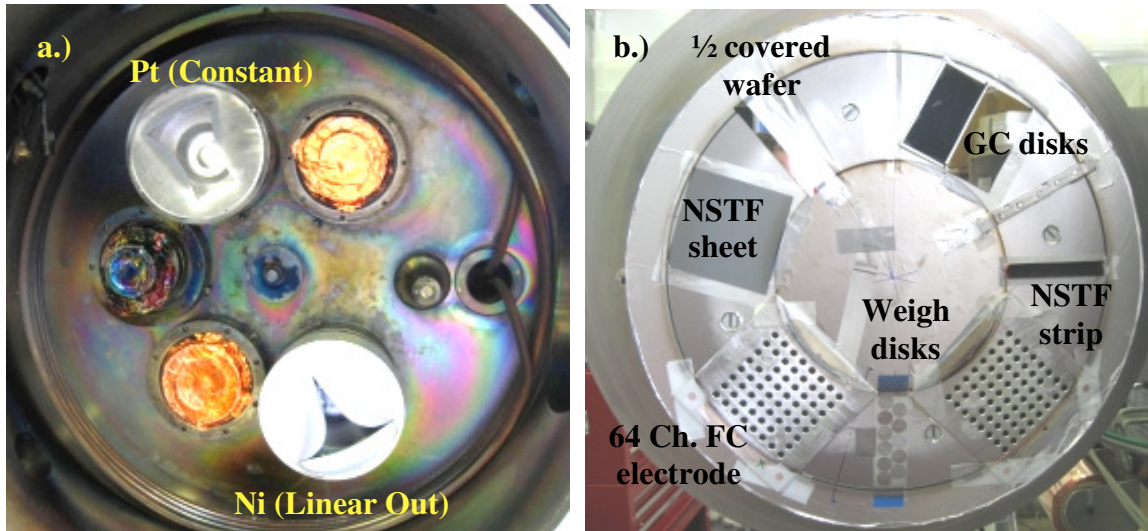 a.)
Pt (Constant)
Ni (Linear Out)
b.)
½ covered
wafer
GC disks
NSTF
sheet
NSTF
strip
Weigh
disks
64 Ch. FC
electrode